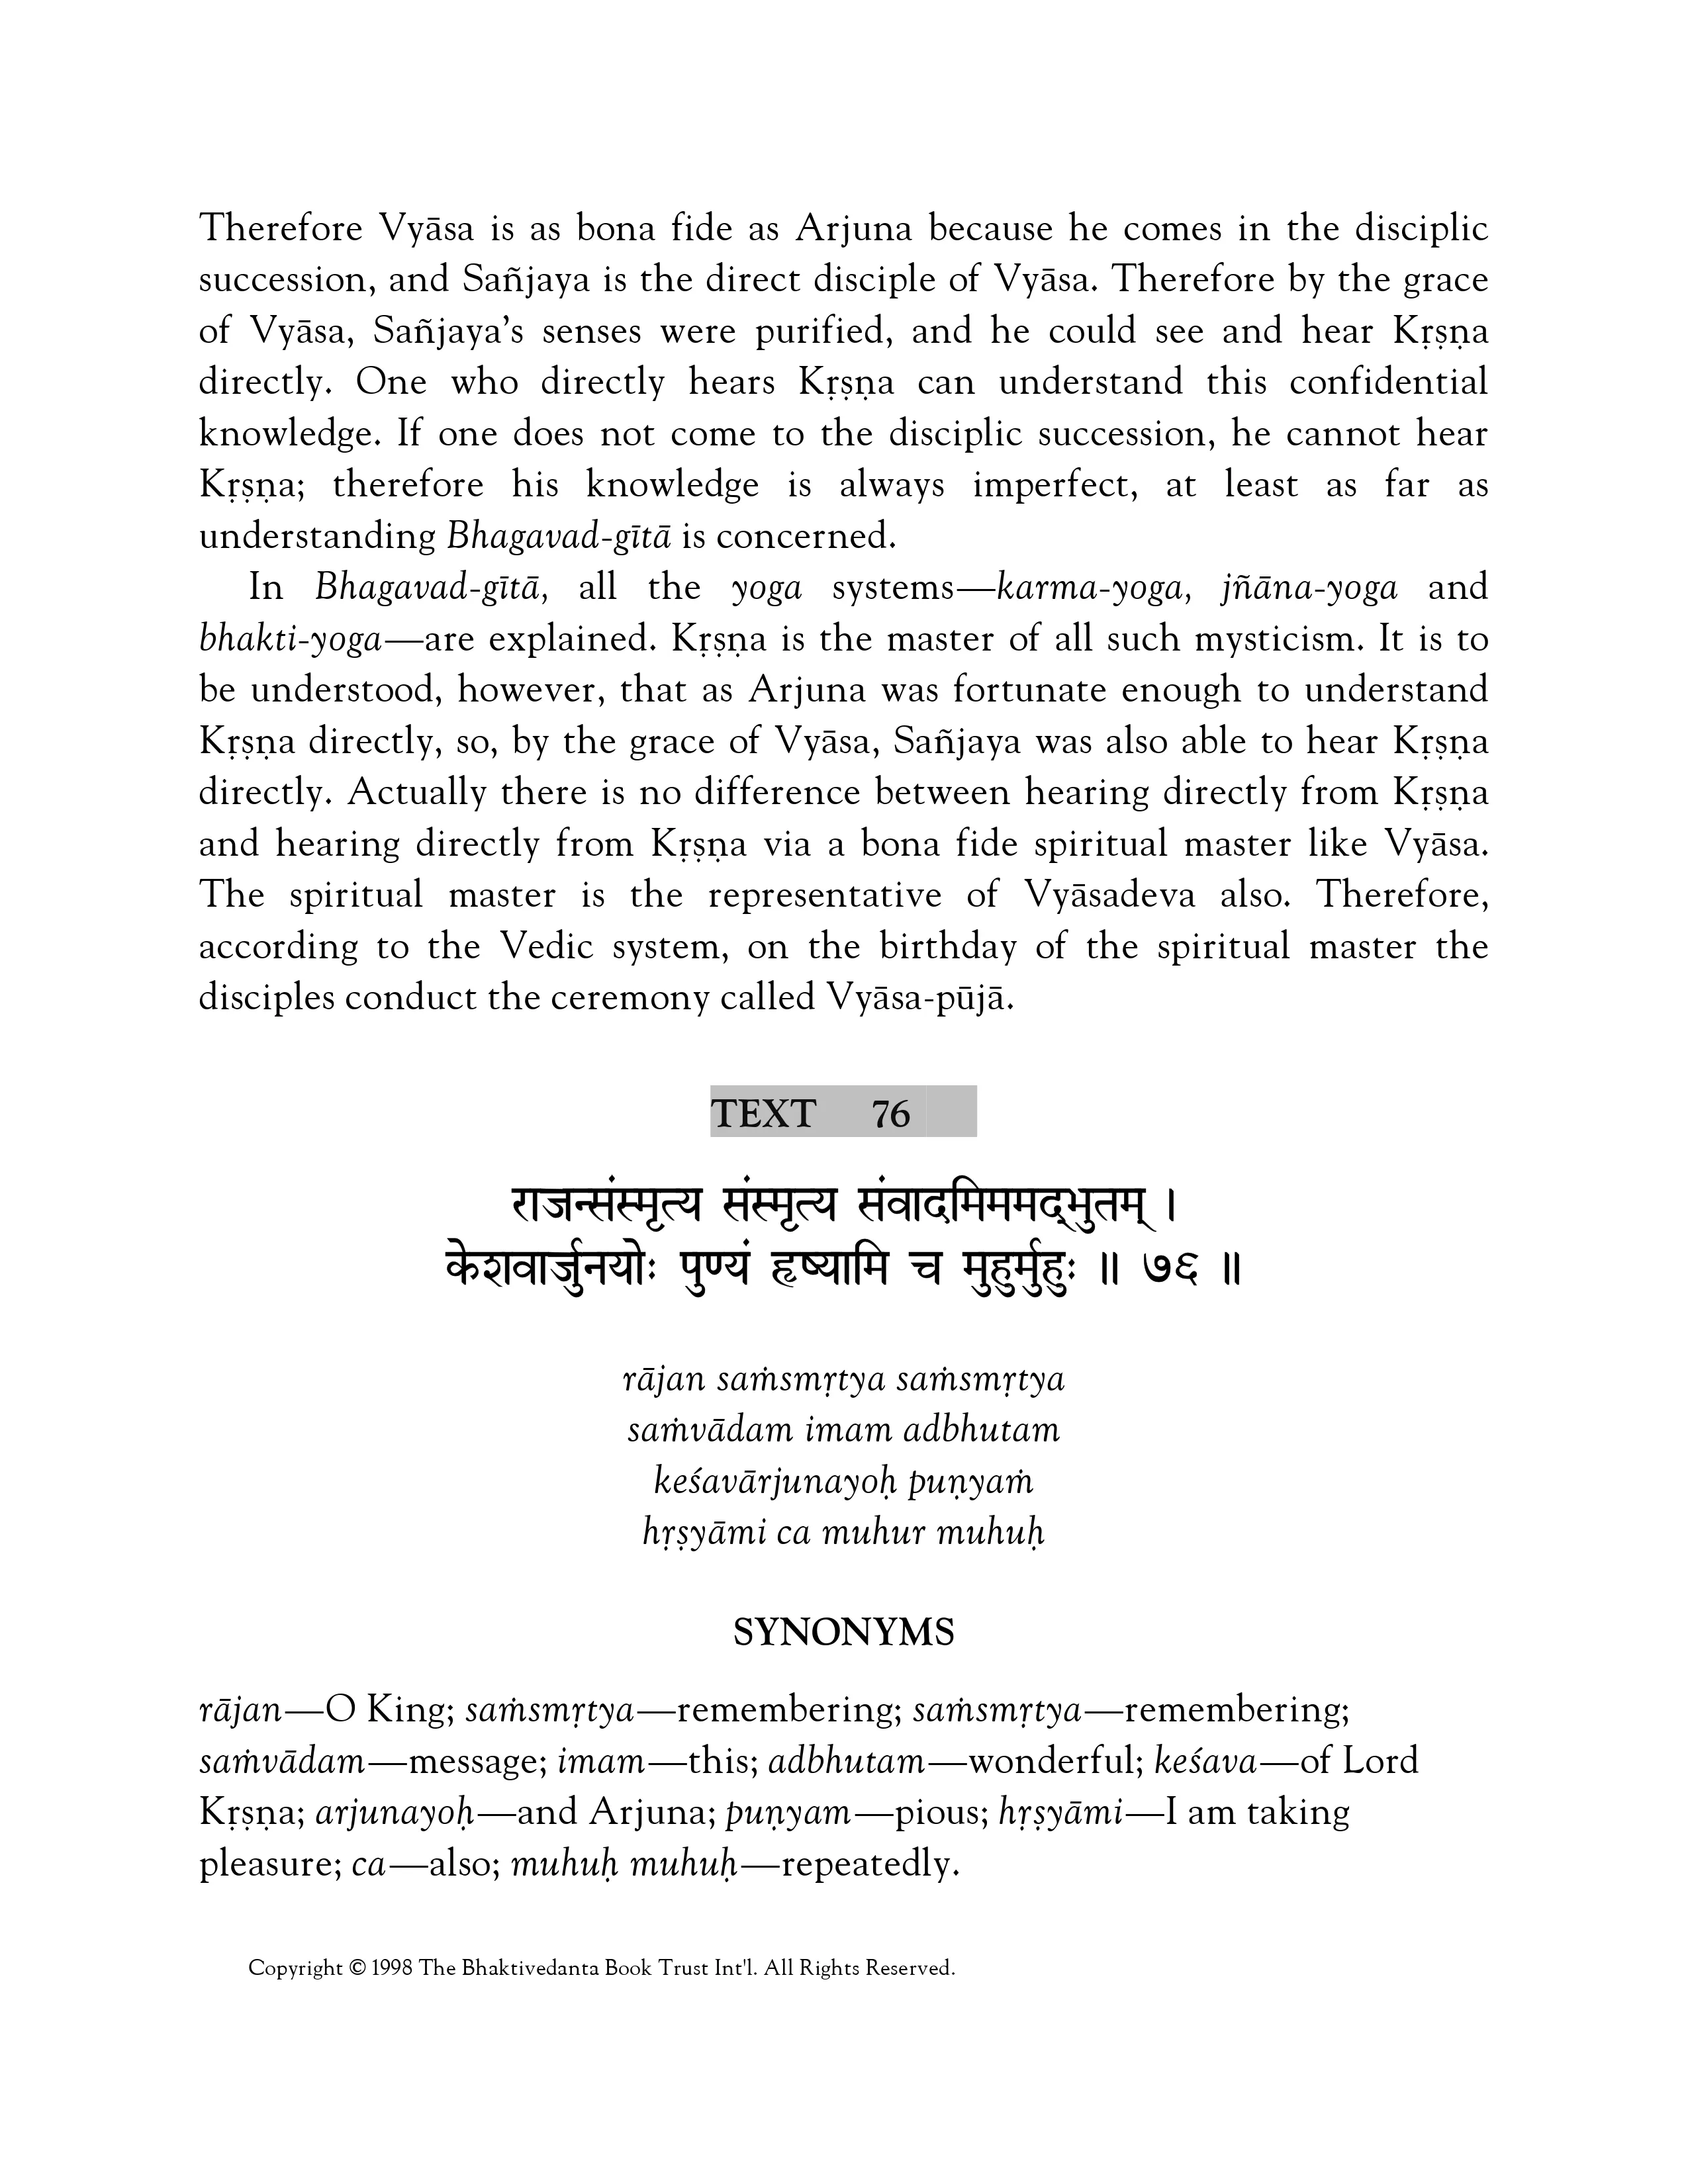 Therefore Vyāsa is as bona fide as Arjuna because he comes in the disciplic
succession, and Sañjaya is the direct disciple of Vyāsa. Therefore by the grace
of Vyāsa, Sañjaya’s senses were purified, and he could see and hear Kṛṣṇa
directly. One who directly hears Kṛṣṇa can understand this confidential
knowledge. If one does not come to the disciplic succession, he cannot hear
Kṛṣṇa; therefore his knowledge is always imperfect, at least as far as
understanding Bhagavad-gītā is concerned.
In Bhagavad-gītā, all the yoga systems—karma-yoga, jñāna-yoga and
bhakti-yoga—are explained. Kṛṣṇa is the master of all such mysticism. It is to
be understood, however, that as Arjuna was fortunate enough to understand
Kṛṣṇa directly, so, by the grace of Vyāsa, Sañjaya was also able to hear Kṛṣṇa
directly. Actually there is no difference between hearing directly from Kṛṣṇa
and hearing directly from Kṛṣṇa via a bona fide spiritual master like Vyāsa.
The spiritual master is the representative of Vyāsadeva also. Therefore,
according to the Vedic system, on the birthday of the spiritual master the
disciples conduct the ceremony called Vyāsa-pūjā.
TEXT 76
राजन्संस्मृत्य संस्मृत्य संवादमिममद्भुतम् ।
केशवार्जुनयोः पुण्यं हृष्यामि च मुहुर्मुहुः ॥ ७६ ॥
rājan saṁsmṛtya saṁsmṛtya
saṁvādam imam adbhutam
keśavārjunayoḥ puṇyaṁ
hṛṣyāmi ca muhur muhuḥ
SYNONYMS
rājan—O King; saṁsmṛtya—remembering; saṁsmṛtya—remembering;
saṁvādam—message; imam—this; adbhutam—wonderful; keśava—of Lord
Kṛṣṇa; arjunayoḥ—and Arjuna; puṇyam—pious; hṛṣyāmi—I am taking
pleasure; ca—also; muhuḥ muhuḥ—repeatedly.
Copyright © 1998 The Bhaktivedanta Book Trust Int'l. All Rights Reserved.